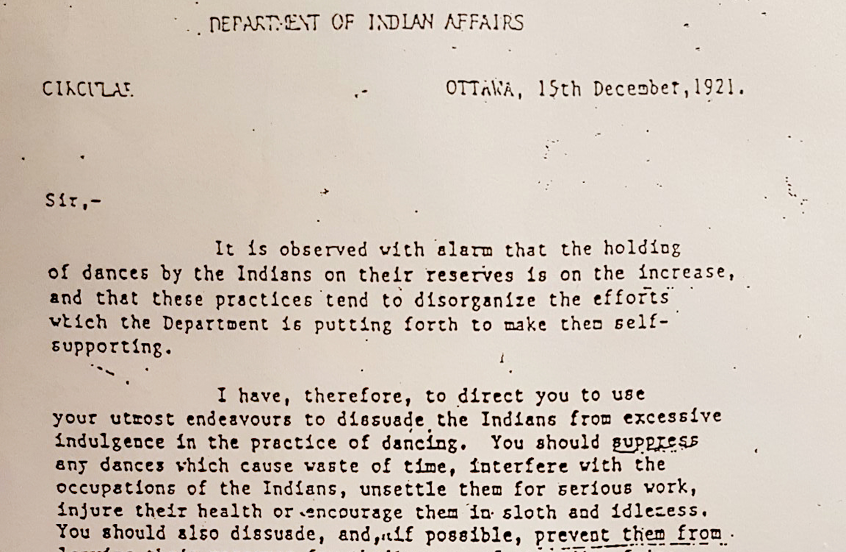 DEPARTMENT OF INDIAN AFFAIRS
CIRCULAR
OTTAWA, 15th December,1921.
Sir,-
It is observed with alarm that the holding
of dances by the Indians on their reserves is on the increase,
and that these practices tend to disorganize the efforts
which the Department is putting forth to make them self-
supporting.
I have, therefore, to direct you to use
your utmost endeavours to dissuade the Indians from excessive
indulgence in the practice of dancing. You should suppress
any dances which cause waste of time, interfere with the
occupations of the Indians, unsettle them for serious work,
injure their health or encourage them in sloth and idleness.
You should also dissuade, and, if possible, prevent them from